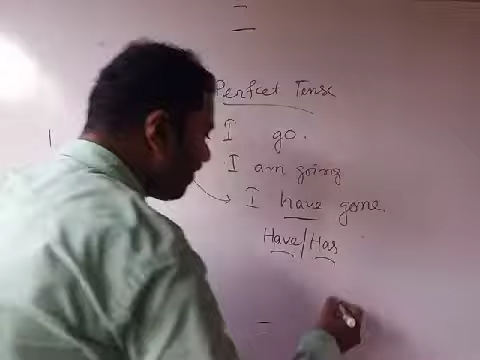 Perfect Tense
I go.
I am going
I have gone.
Have/Has